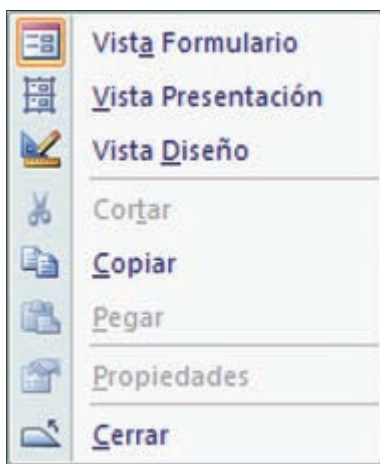 Vista Formulario
Vista Presentación
Vista Diseño
Cortar
Copiar
Pegar
Propiedades
Cerrar